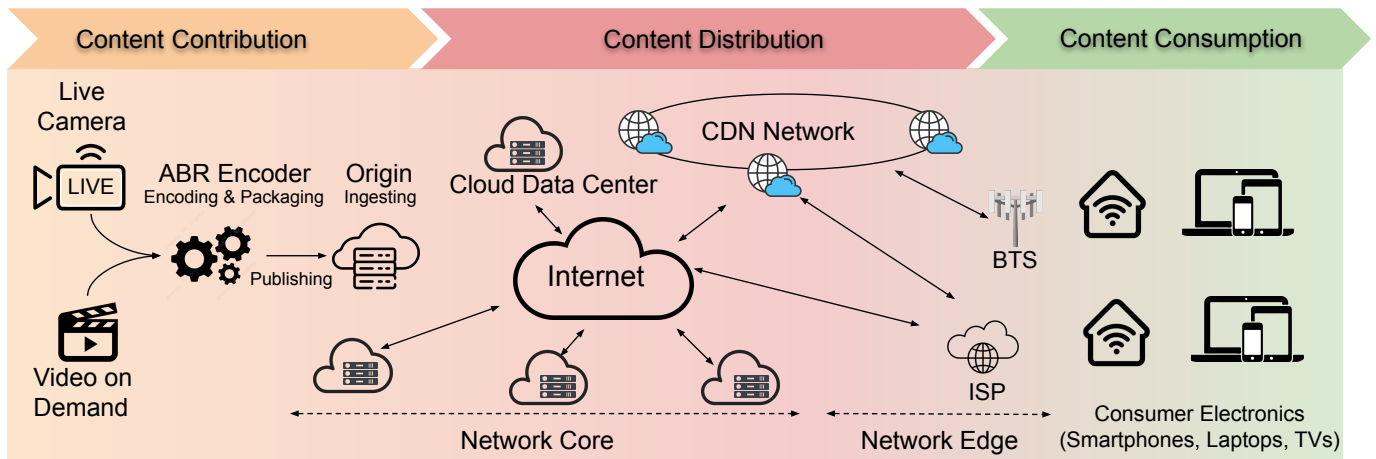 Content Contribution
Content Distribution
Content Consumption
Live
Camera
LIVE
ABR Encoder
Encoding & Packaging
Origin
Ingesting
Publishing
Video on
Demand
Cloud Data Center
CDN Network
Internet
BTS
ISP
Network Core
Network Edge
Consumer Electronics
(Smartphones, Laptops, TVs)